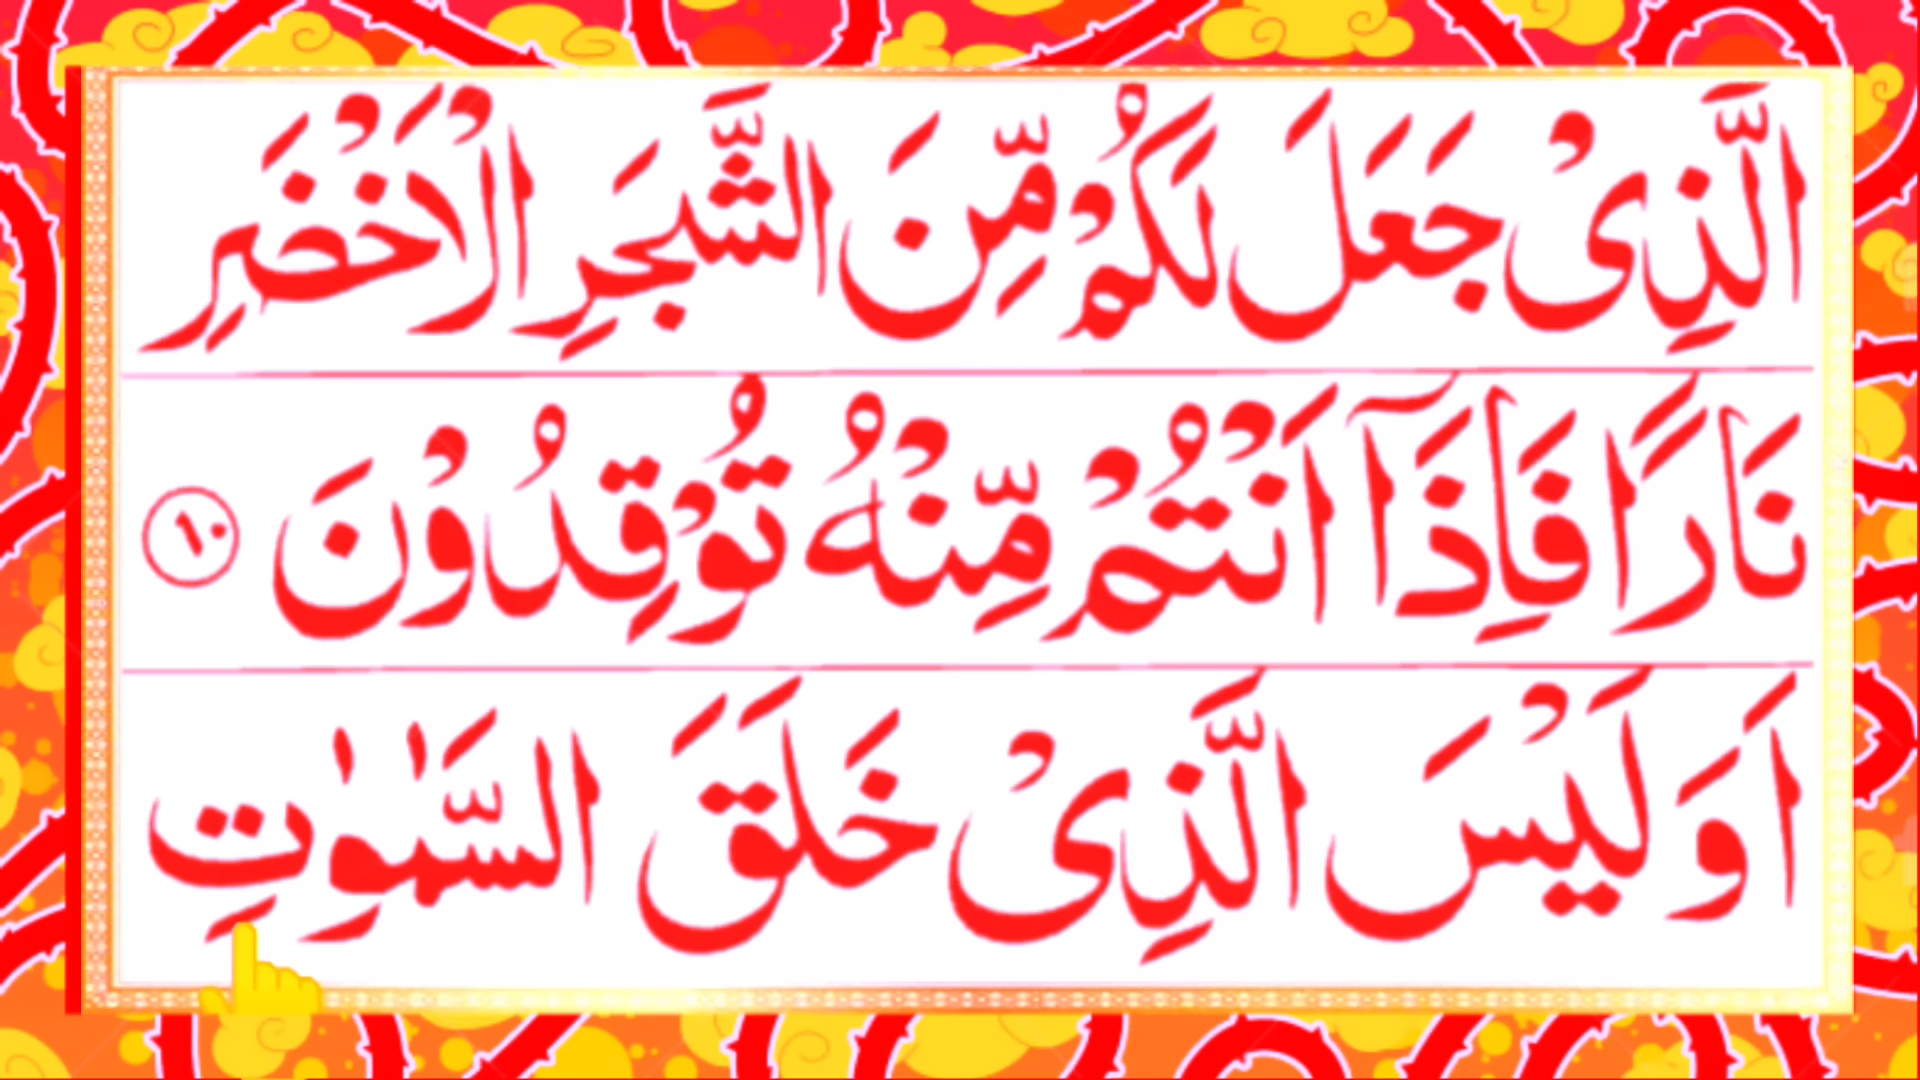 الَّذِیْ جَعَلَ لَكُمْ مِّنَ الشَّجَرِ الْاَخْضَرِ
نَارًا فَاِذَاۤ اَنْتُمْ مِّنْهُ تُوْقِدُوْنَ ١٠
اَوَلَیْسَ الَّذِیْ خَلَقَ السَّمٰوٰتِ